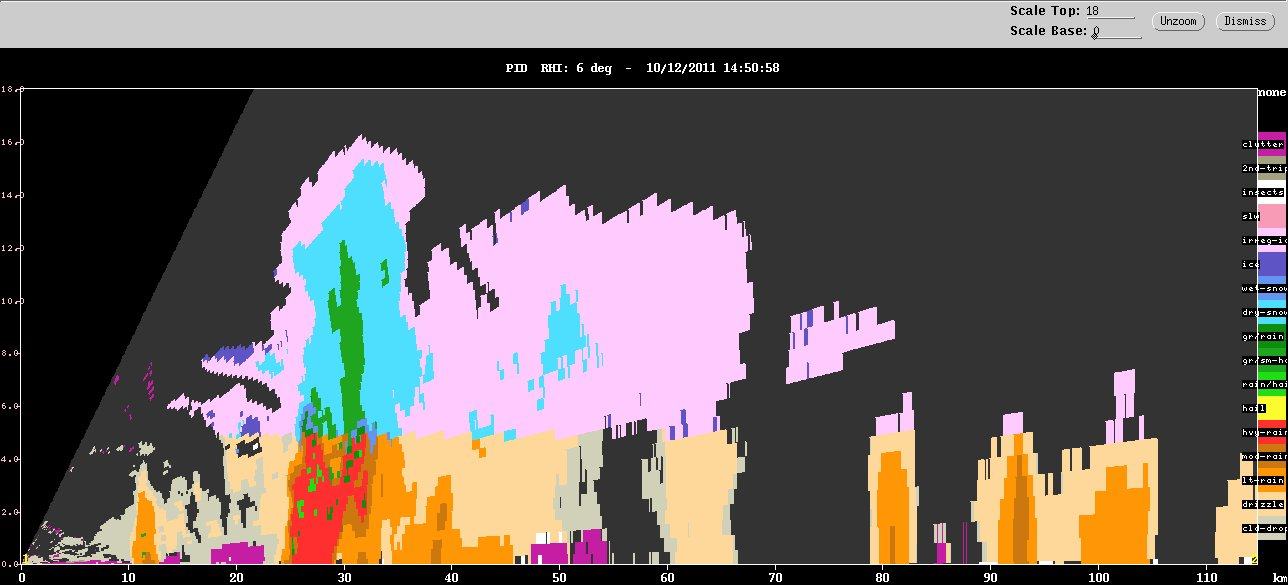 Scale Top: 18
Scale Base: 0
Unzoom
Dismiss
PID RHI: 6 deg - 10/12/2011 14:50:58
18.0
16.0
14.0
12.0
10.0
8.0
6.0
4.0
2.0
0.0
none
clutter
2nd-trip
insects
slw
irreg-ic
ice
wet-snow
dry-snow
gr/rain
gr/sm-ha
rain/hai
hail
hvy-rain
mod-rain
lt-rain
drizzle
cld-drop
0 10 20 30 40 50 60 70 80 90 100 110 km